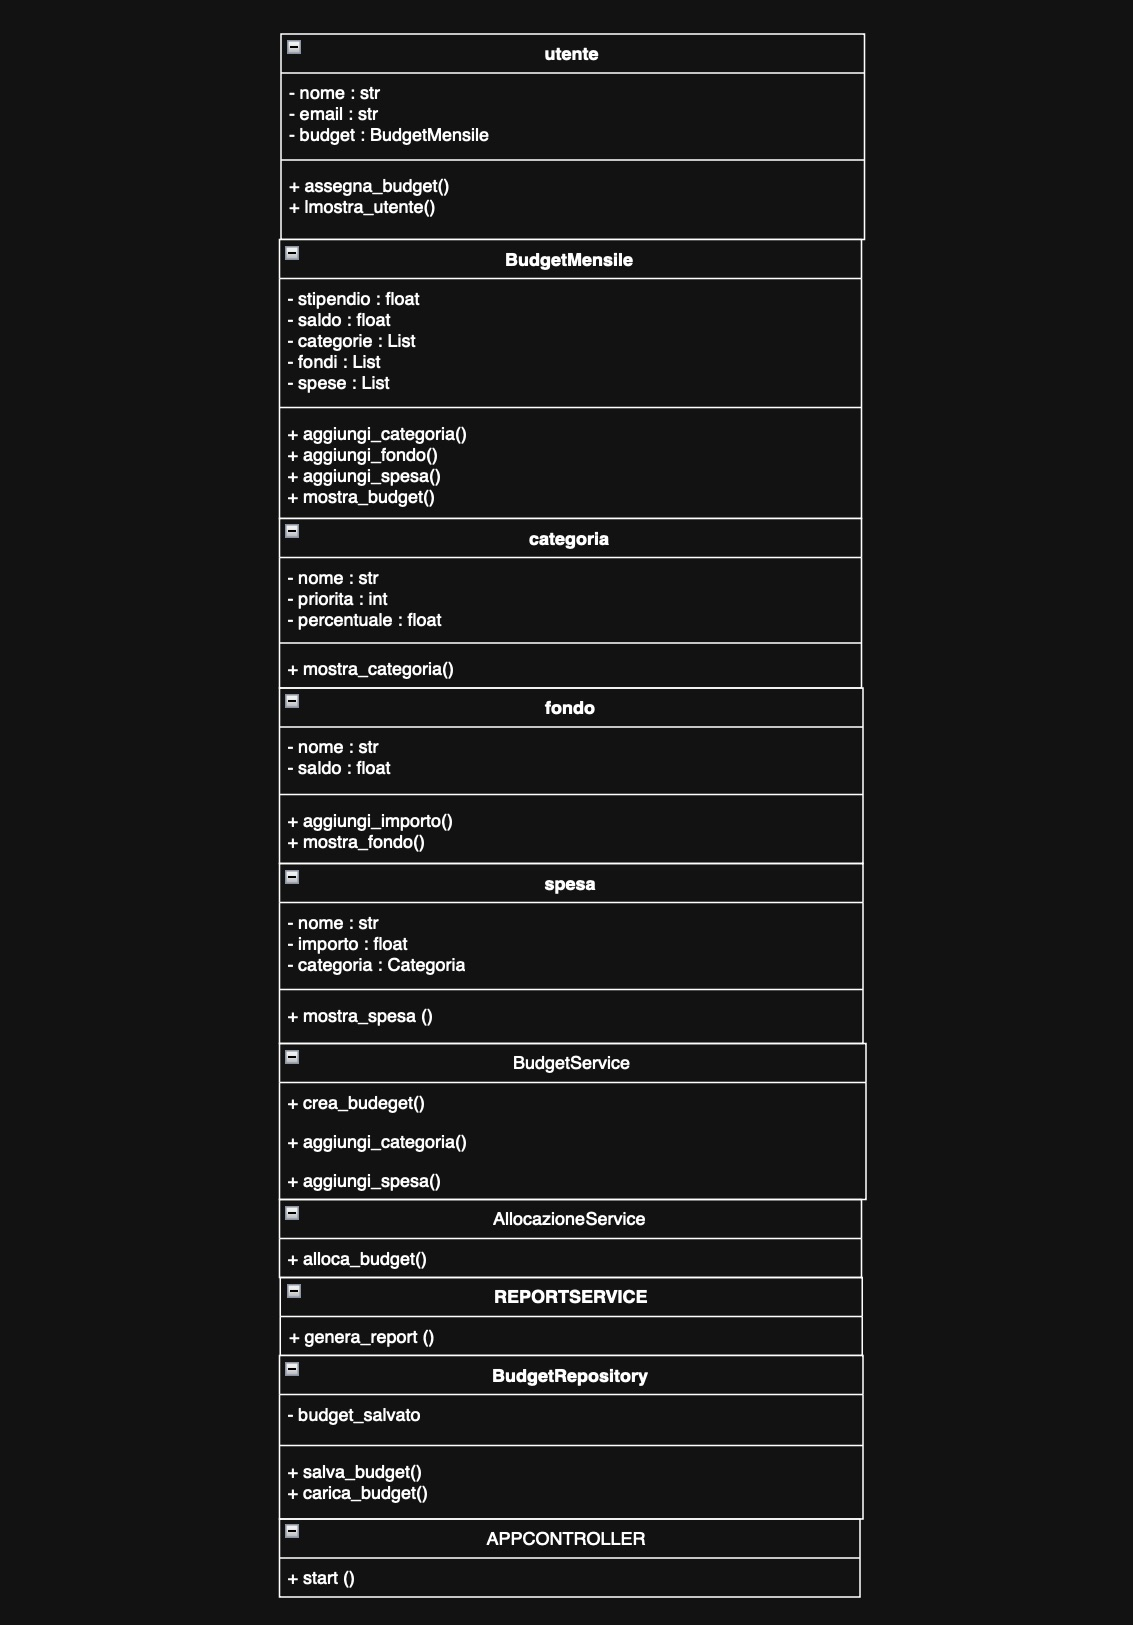 utente
- nome : str
- email : str
- budget : BudgetMensile
+ assegna_budget()
+ lmostra_utente()
BudgetMensile
- stipendio : float
- saldo : float
- categorie : List
- fondi : List
- spese : List
+ aggiungi_categoria()
+ aggiungi_fondo()
+ aggiungi_spesa()
+ mostra_budget()
categoria
- nome : str
- priorita : int
- percentuale : float
+ mostra_categoria()
fondo
- nome : str
- saldo : float
+ aggiungi_importo()
+ mostra_fondo()
spesa
- nome : str
- importo : float
- categoria : Categoria
+ mostra_spesa ()
BudgetService
+ crea_budeget()
+ aggiungi_categoria()
+ aggiungi_spesa()
AllocazioneService
+ alloca_budget()
REPORTSERVICE
+ genera_report ()
BudgetRepository
- budget_salvato
+ salva_budget()
+ carica_budget()
APPCONTROLLER
+ start ()